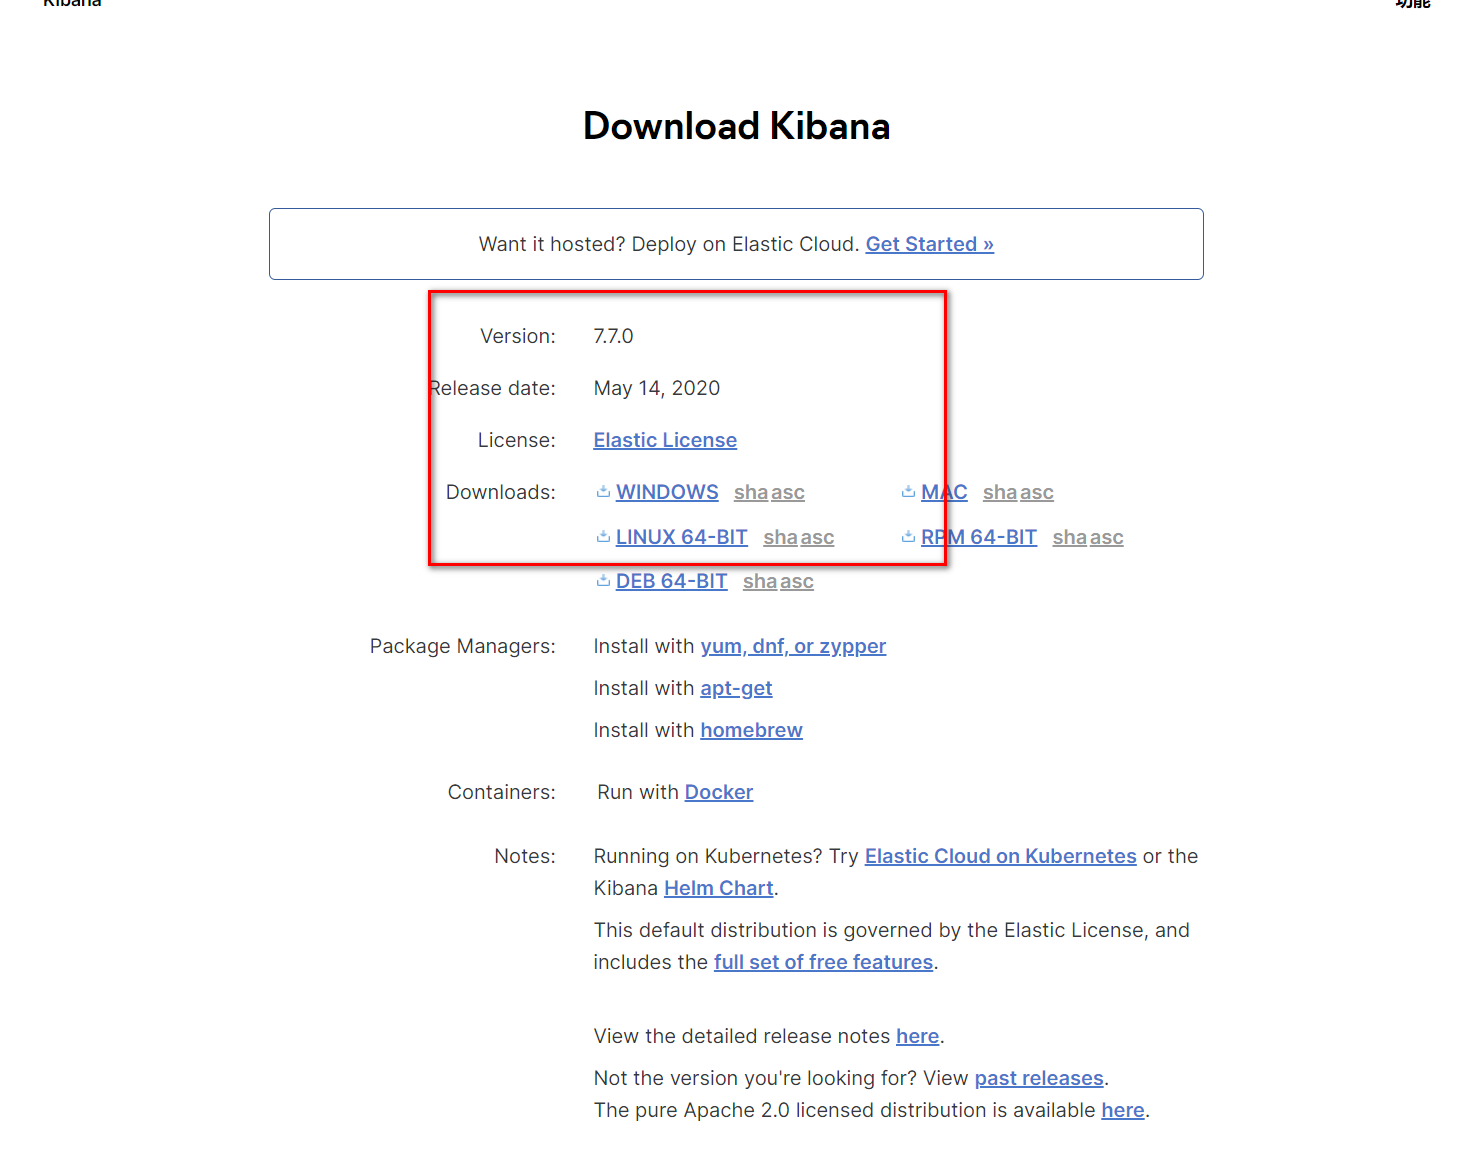 Kibana
功能
Download Kibana
Want it hosted? Deploy on Elastic Cloud. Get Started »
Version: 7.7.0
Release date: May 14, 2020
License: Elastic License
Downloads: WINDOWS sha asc MAC sha asc
LINUX 64-BIT sha asc RPM 64-BIT sha asc
DEB 64-BIT sha asc
Package Managers: Install with yum, dnf, or zypper
Install with apt-get
Install with homebrew
Containers: Run with Docker
Notes: Running on Kubernetes? Try Elastic Cloud on Kubernetes or the
Kibana Helm Chart.
This default distribution is governed by the Elastic License, and
includes the full set of free features.
View the detailed release notes here.
Not the version you're looking for? View past releases.
The pure Apache 2.0 licensed distribution is available here.